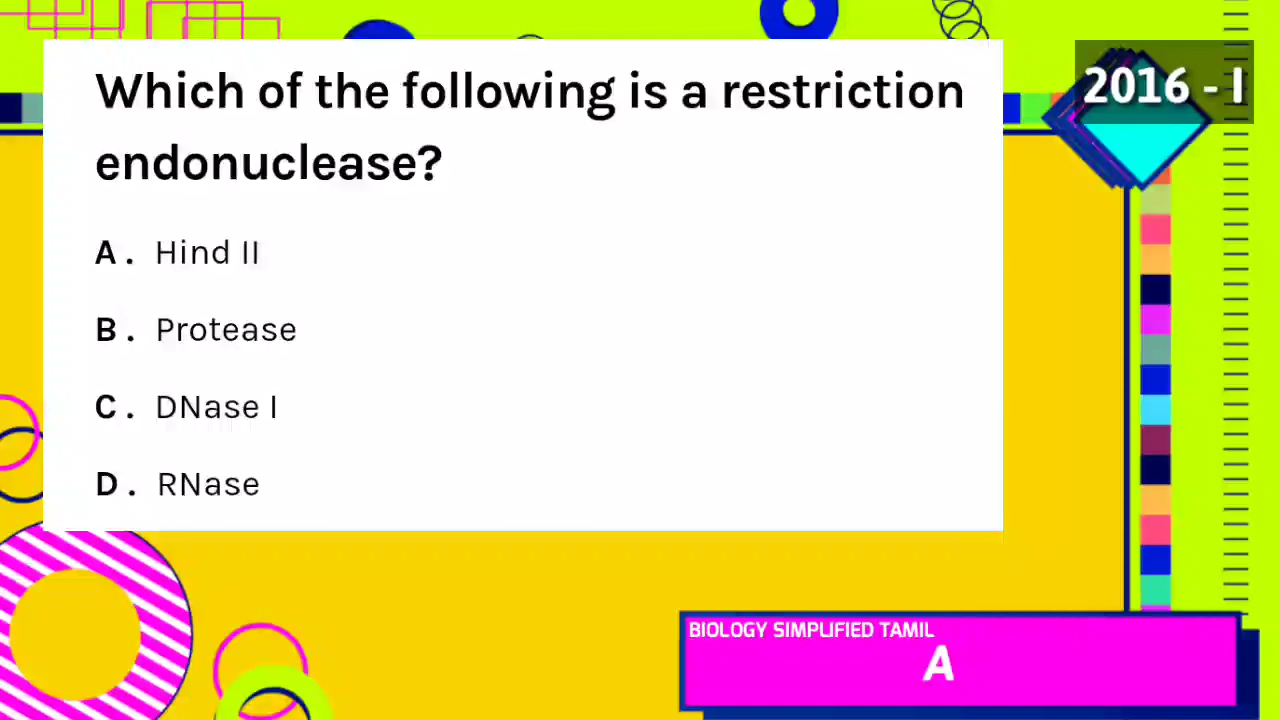 Which of the following is a restriction
endonuclease?
A. Hind II
B. Protease
C. DNase I
D. RNase
2016 - I
BIOLOGY SIMPLIFIED TAMIL
A